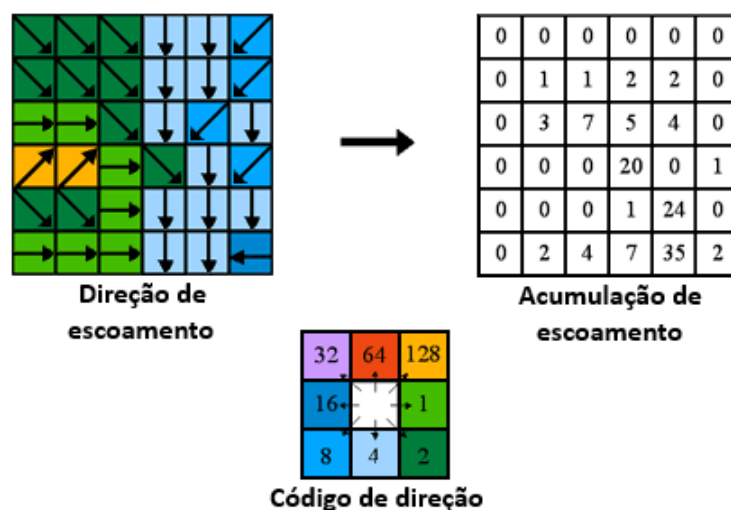 0 0 0 0 0 0
0 1 1 2 2 0
0 3 7 5 4 0
0 0 0 20 0 1
0 0 0 1 24 0
0 2 4 7 35 2
Direção de
escoamento
Acumulação de
escoamento
32 64 128
16 1
8 4 2
Código de direção